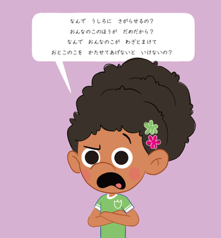 なんで うしろに さがらせるの？
おんなのこのほうが だめだから？
なんで おんなのこが わざとまけて
おとこのこを かたせてあげないと いけないの？